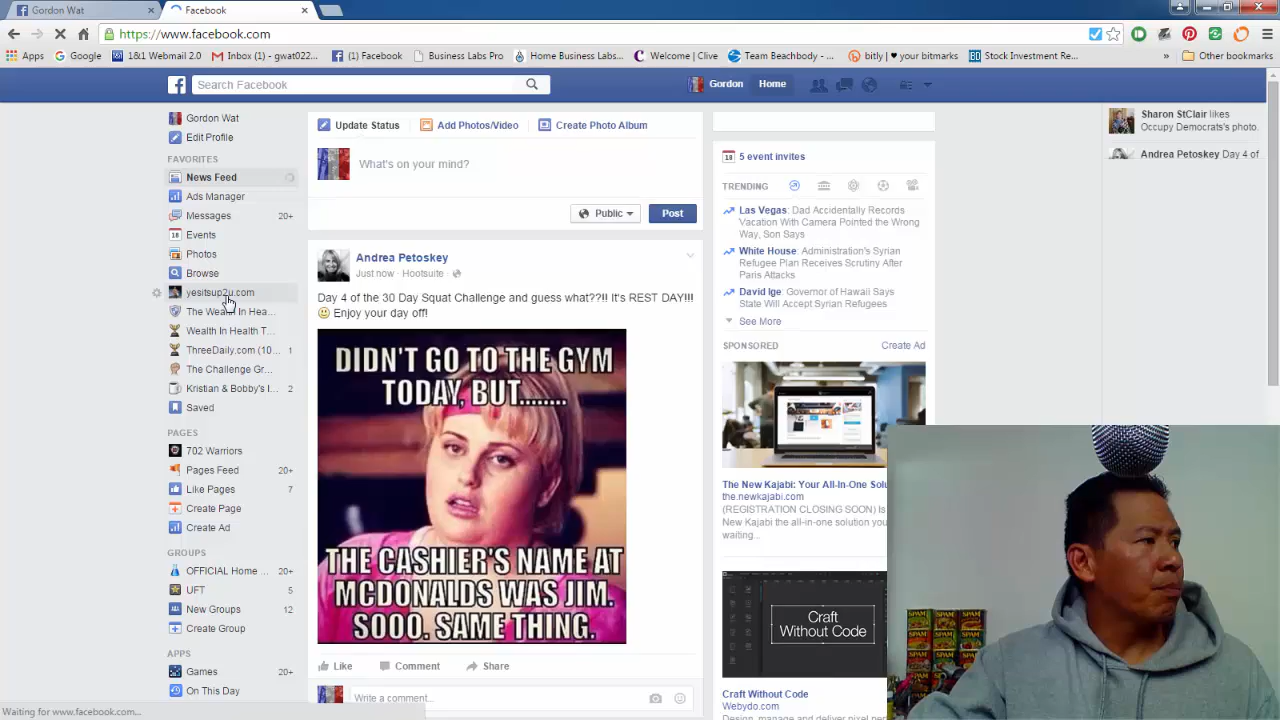 Gordon Wat
Facebook
https://www.facebook.com
Apps
Google
1&1 Webmail 2.0
Inbox (1) - gwat022...
(1) Facebook
Business Labs Pro
Home Business Labs...
Welcome | Clive
Team Beachbody - ...
bitly | ♥ your bitmarks
Stock Investment Re...
»
Other bookmarks
Search Facebook
Gordon
Home
Gordon Wat
Edit Profile
FAVORITES
News Feed
Ads Manager
Messages 20+
Events
Photos
Browse
yesitsup2u.com
The Wealth In Hea...
Wealth In Health T...
ThreeDaily.com (10... 1
The Challenge Gr...
Kristan & Bobby's I... 2
Saved
PAGES
702 Warriors
Pages Feed 20+
Like Pages 7
Create Page
Create Ad
GROUPS
OFFICIAL Home ... 20+
UFT 5
New Groups 12
Create Group
APPS
Games 20+
On This Day
Waiting for www.facebook.com...
Update Status
Add Photos/Video
Create Photo Album
What's on your mind?
Public
Post
Andrea Petoskey
Just now · Hootsuite ·
Day 4 of the 30 Day Squat Challenge and guess what??!! It's REST DAY!!!
Enjoy your day off!
DIDN'T GO TO THE GYM
TODAY, BUT........
THE CASHIER'S NAME AT
MCDONALDS WAS JIM.
SOOO. SAME THING.
Like
Comment
Share
Write a comment...
18
5 event invites
TRENDING
Las Vegas: Dad Accidentally Records
Vacation With Camera Pointed the Wrong
Way, Son Says
White House: Administration's Syrian
Refugee Plan Receives Scrutiny After
Paris Attacks
David Ige: Governor of Hawaii Says
State Will Accept Syrian Refugees
See More
SPONSORED
Create Ad
The New Kajabi: Your All-In-One Solu
the.newkajabi.com
(REGISTRATION CLOSING SOON) Is
New Kajabi the all-in-one solution you
waiting...
Craft
Without Code
Craft Without Code
Webydo.com
Design, manage and deliver pixel per
Sharon StClair likes
Occupy Democrats's photo.
Andrea Petoskey Day 4 of
SPAM
SPAM
SPAM